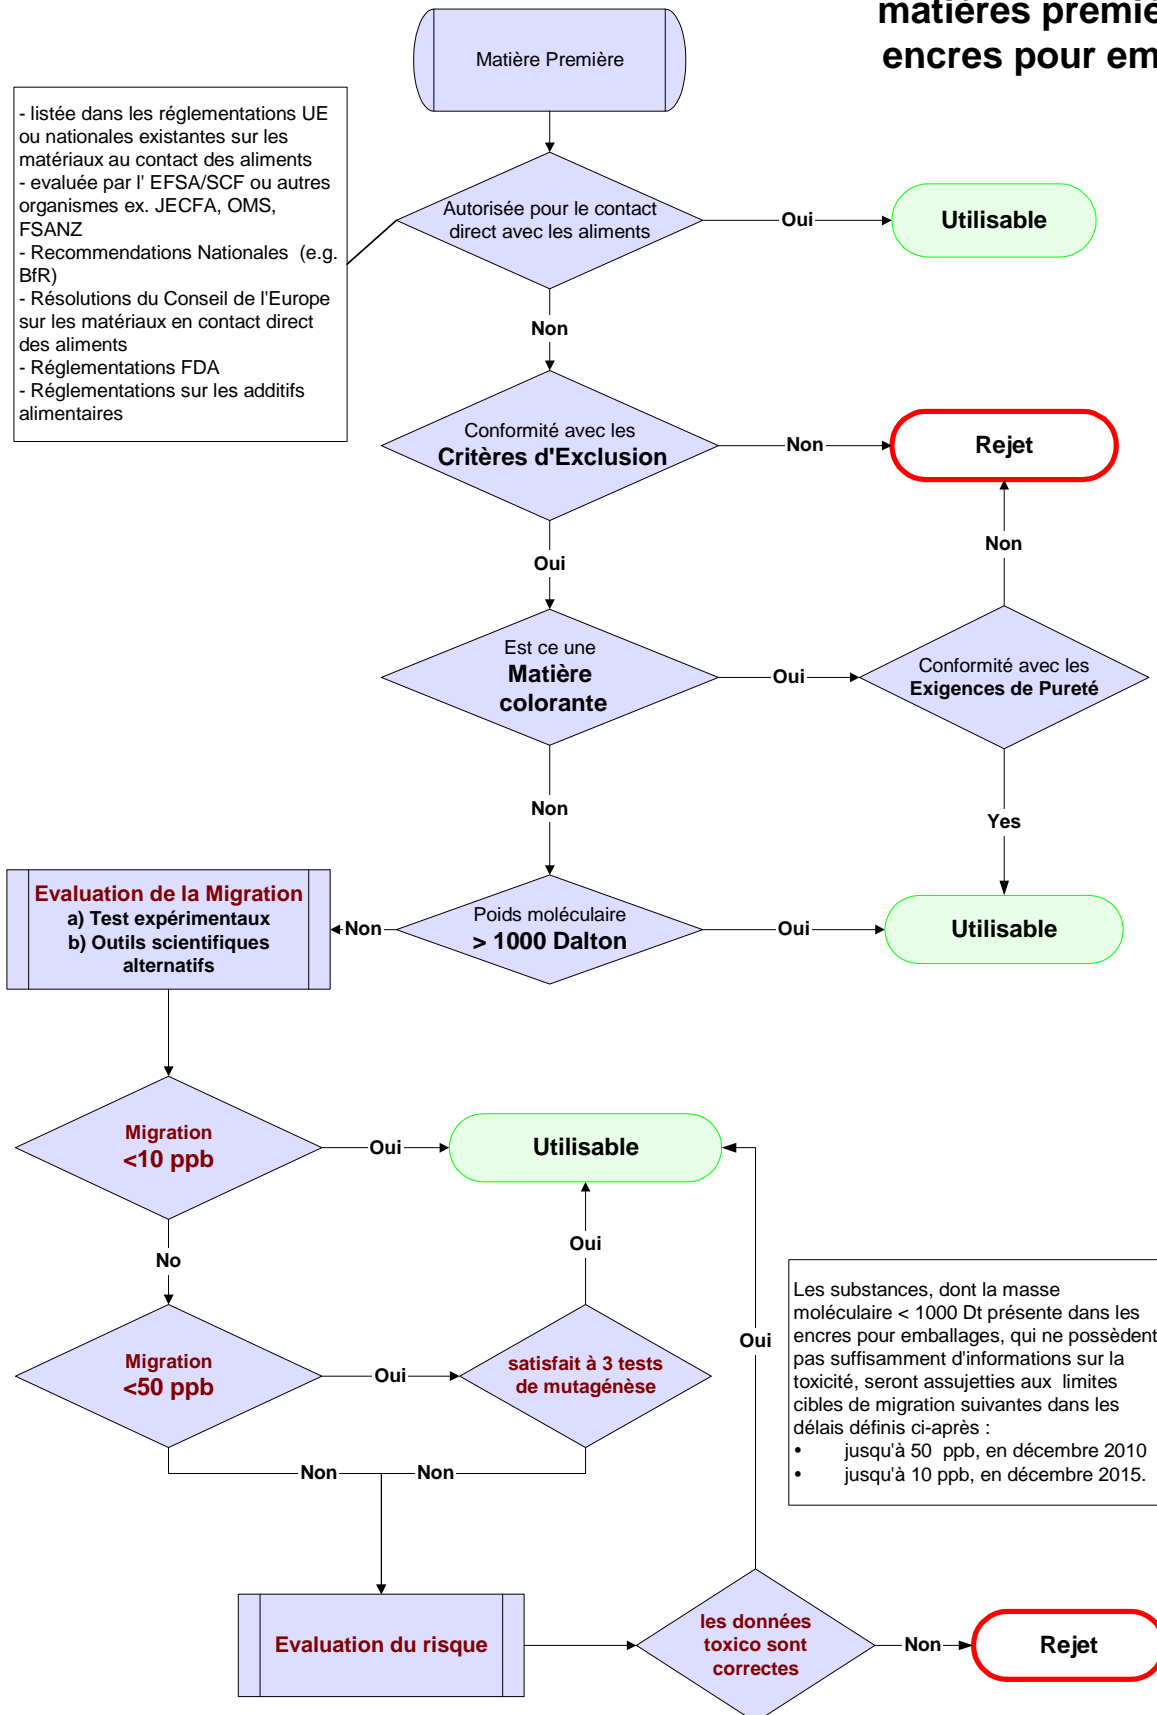 matières premiè
encres pour em
Matière Première
- listée dans les réglementations UE
ou nationales existantes sur les
matériaux au contact des aliments
- evaluée par l' EFSA/SCF ou autres
organismes ex. JECFA, OMS,
FSANZ
- Recommendations Nationales (e.g.
BfR)
- Résolutions du Conseil de l'Europe
sur les matériaux en contact direct
des aliments
- Réglementations FDA
- Réglementations sur les additifs
alimentaires
Autorisée pour le contact
direct avec les aliments
Oui
Utilisable
Non
Conformité avec les
Critères d'Exclusion
Non
Rejet
Oui
Non
Est ce une
Matière
colorante
Oui
Conformité avec les
Exigences de Pureté
Non
Yes
Evaluation de la Migration
a) Test expérimentaux
b) Outils scientifiques
alternatifs
Non
Poids moléculaire
> 1000 Dalton
Oui
Utilisable
Migration
<10 ppb
Oui
Utilisable
No
Oui
Migration
<50 ppb
Oui
satisfait à 3 tests
de mutagénèse
Oui
Les substances, dont la masse
moléculaire < 1000 Dt présente dans les
encres pour emballages, qui ne possèdent
pas suffisamment d'informations sur la
toxicité, seront assujetties aux limites
cibles de migration suivantes dans les
délais définis ci-après :
• jusqu'à 50 ppb, en décembre 2010
• jusqu'à 10 ppb, en décembre 2015.
Non
Non
Evaluation du risque
les données
toxico sont
correctes
Non
Rejet